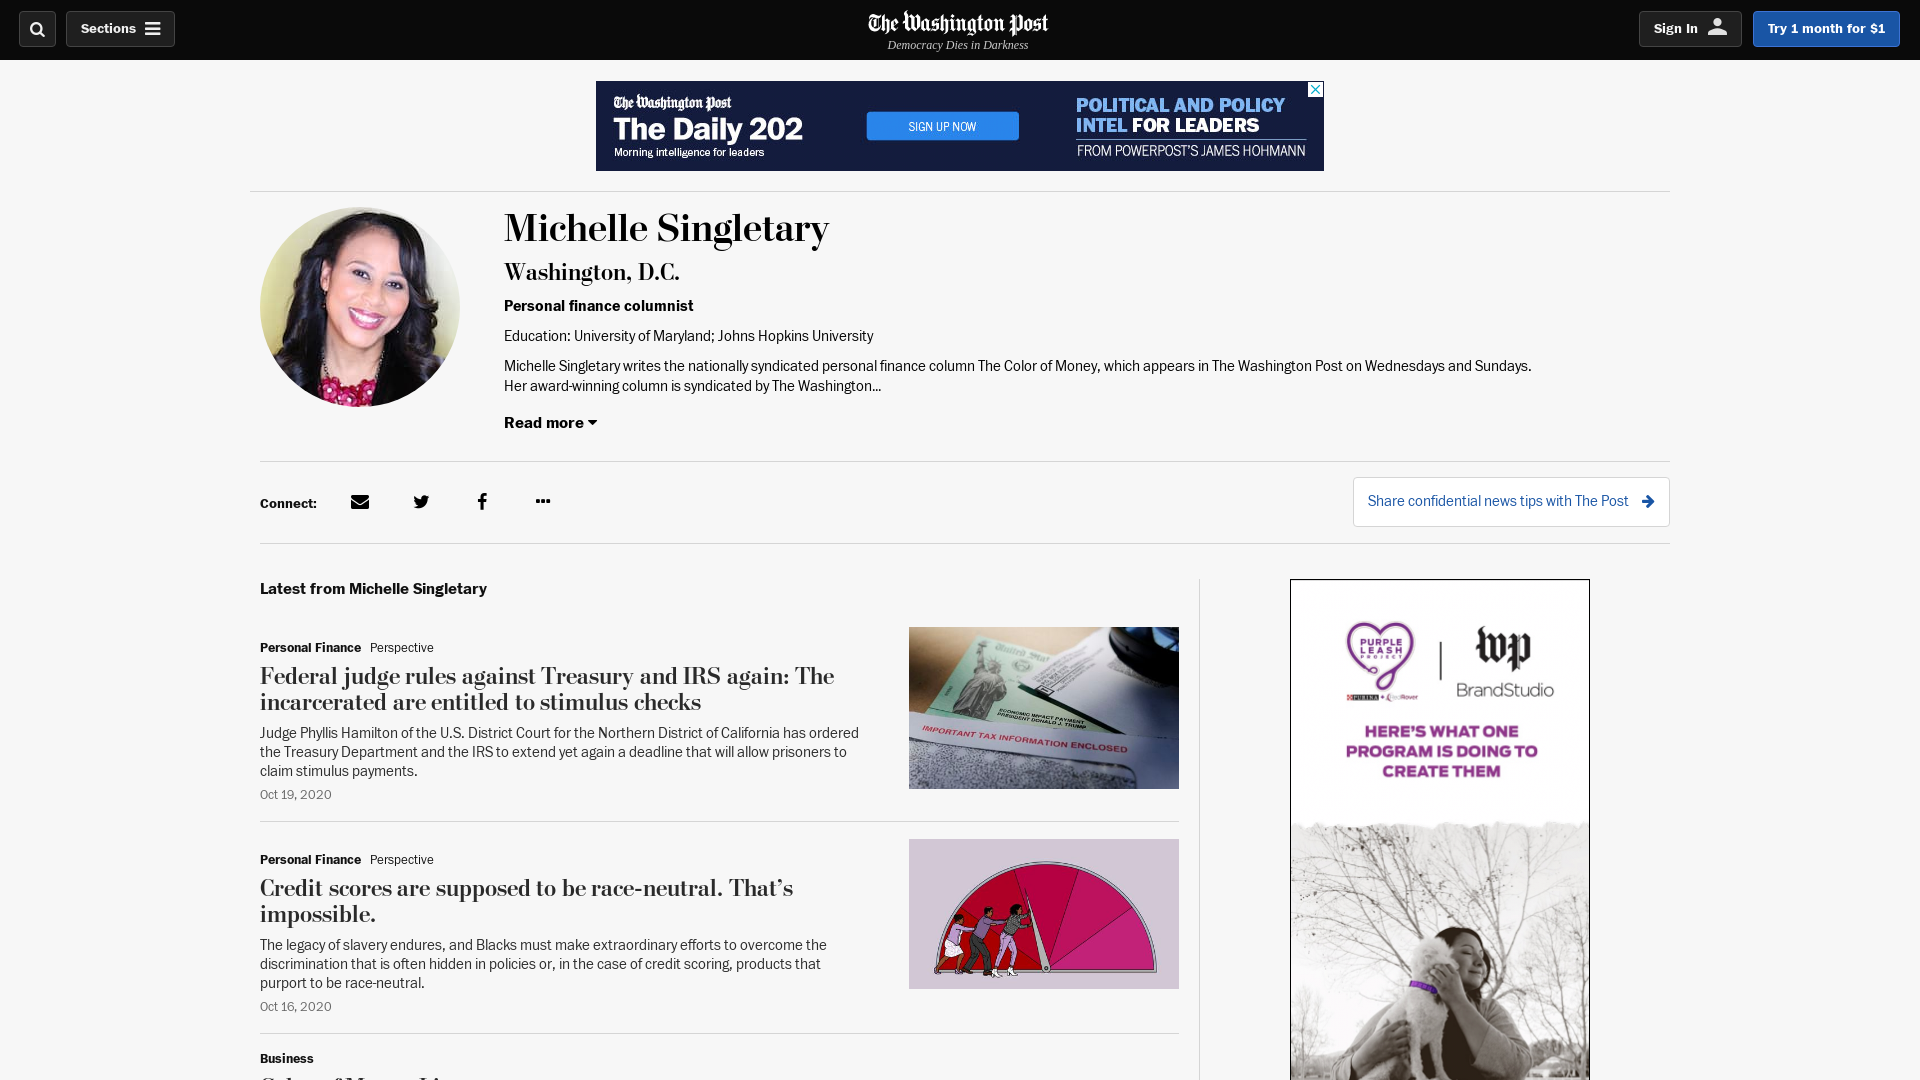 Sections
The Washington Post
Democracy Dies in Darkness
Sign In
Try 1 month for $1
The Washington Post
The Daily 202
Morning intelligence for leaders
SIGN UP NOW
POLITICAL AND POLICY
INTEL FOR LEADERS
FROM POWERPOST'S JAMES HOHMANN
Michelle Singletary
Washington, D.C.
Personal finance columnist
Education: University of Maryland; Johns Hopkins University
Michelle Singletary writes the nationally syndicated personal finance column The Color of Money, which appears in The Washington Post on Wednesdays and Sundays.
Her award-winning column is syndicated by The Washington...
Read more
Connect:
Share confidential news tips with The Post
Latest from Michelle Singletary
Personal Finance Perspective
Federal judge rules against Treasury and IRS again: The
incarcerated are entitled to stimulus checks
Judge Phyllis Hamilton of the U.S. District Court for the Northern District of California has ordered
the Treasury Department and the IRS to extend yet again a deadline that will allow prisoners to
claim stimulus payments.
Oct 19, 2020
United Stat
ECONOMIC IMPACT PAYMENT
PRESIDENT DONALD J. TRUMP
IMPORTANT TAX INFORMATION ENCLOSED
Personal Finance Perspective
Credit scores are supposed to be race-neutral. That's
impossible.
The legacy of slavery endures, and Blacks must make extraordinary efforts to overcome the
discrimination that is often hidden in policies or, in the case of credit scoring, products that
purport to be race-neutral.
Oct 16, 2020
Business
PURPLE
LEASH
PROJECT
PURINA
wp
BrandStudio
HERE'S WHAT ONE
PROGRAM IS DOING TO
CREATE THEM